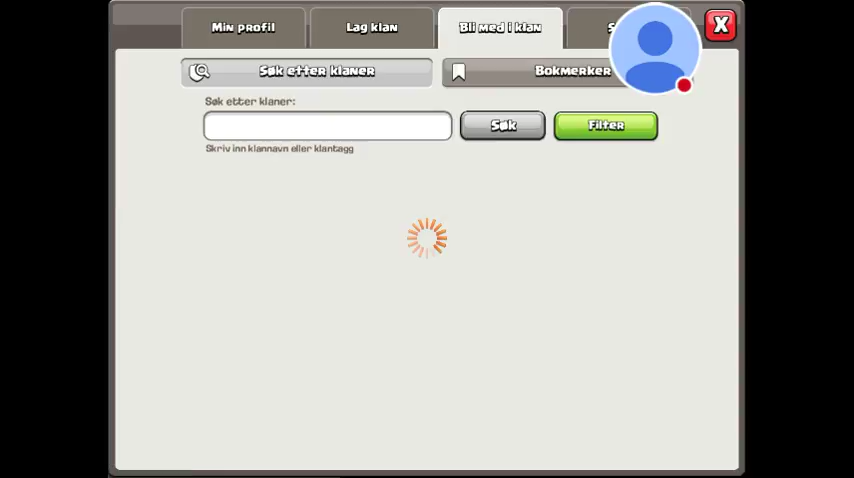 Min profil
Lag klan
Bli med i klan
S
X
Søk etter klaner
Bokmerker
Søk etter klaner:
Søk
Filter
Skriv inn klannavn eller klantagg